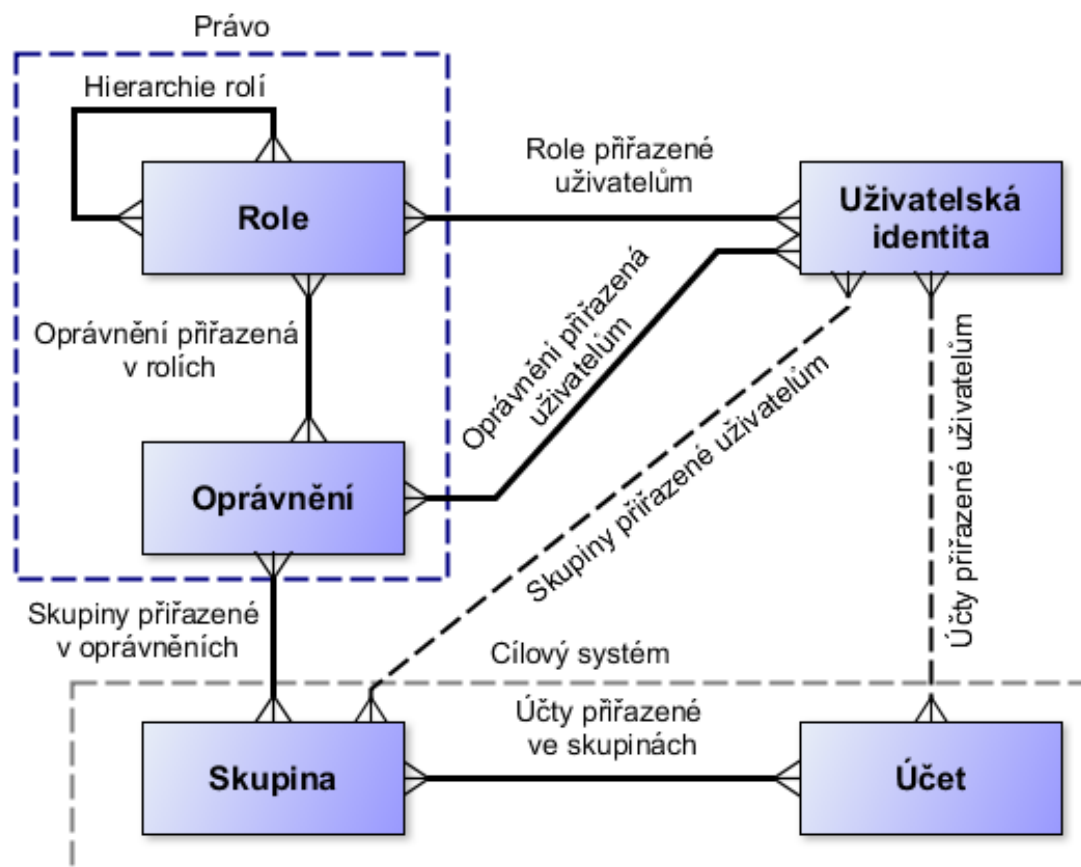 Právo
Hierarchie rolí
Role
Role přiřazené
uživatelům
Uživatelská
identita
Oprávnění přiřazená
v rolích
Oprávnění přiřazená
uživatelům
Oprávnění
Skupiny přiřazené uživatelům
Účty přiřazené uživatelům
Skupiny přiřazené
v oprávněních
Cílový systém
Skupina
Účty přiřazené
ve skupinách
Účet